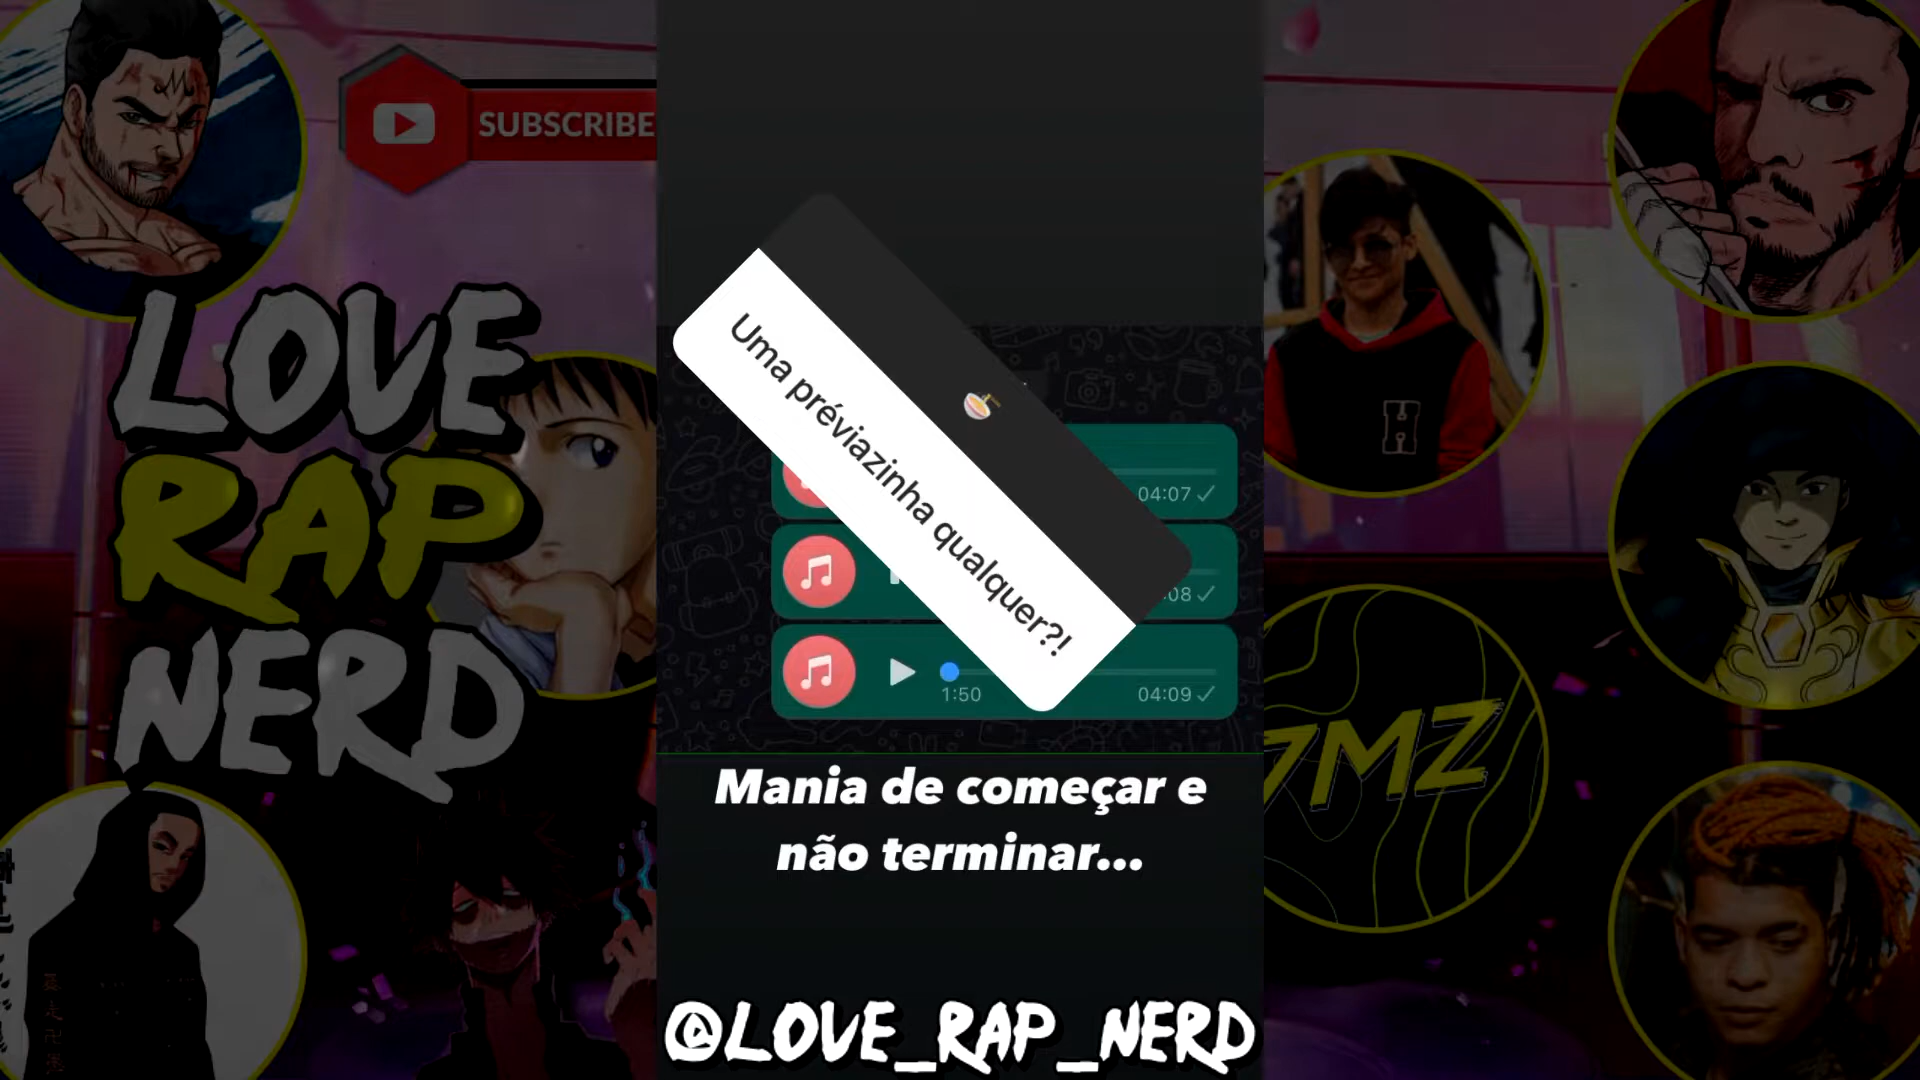 SUBSCRIBE
LOVE
RAP
NERD
Uma préviazinha qualquer?!
04:07
:08
1:50
04:09
Mania de começar e
não terminar...
7MZ
H
@LOVE_RAP_NERD